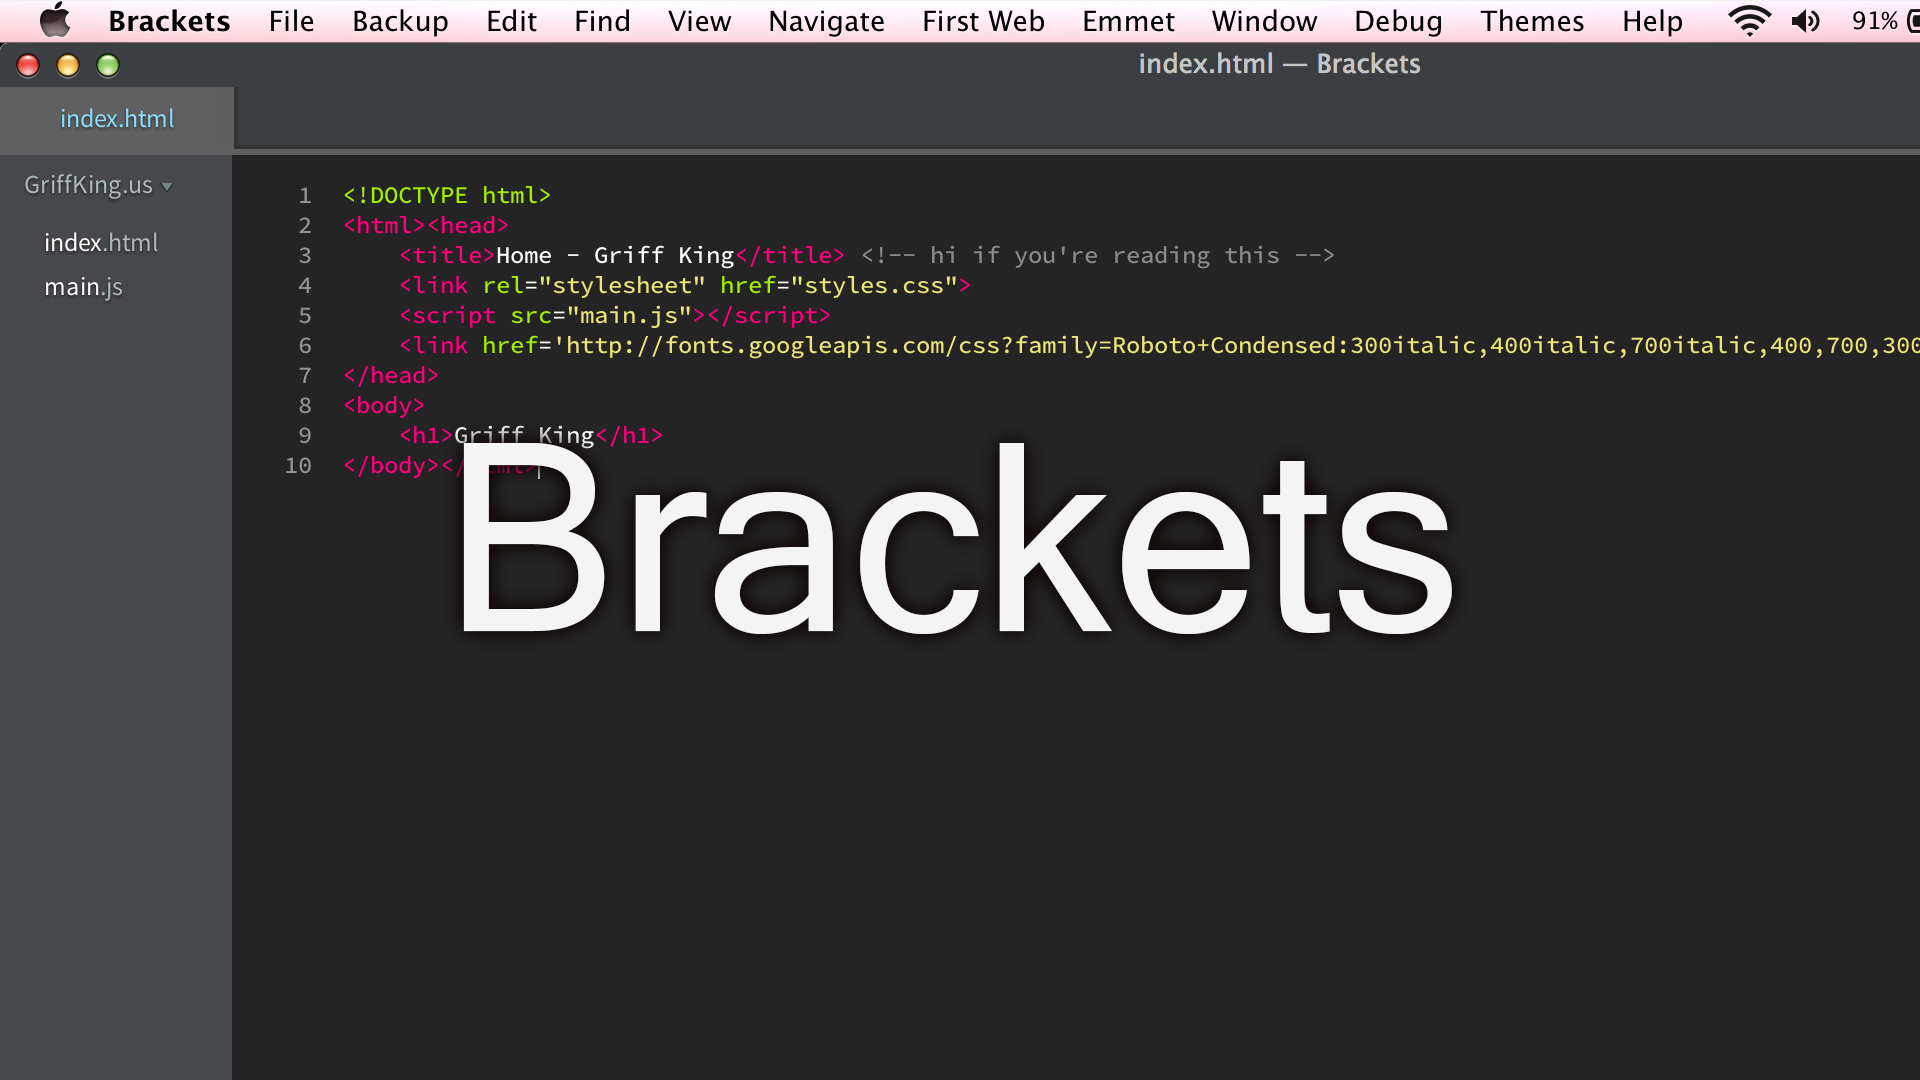 Brackets File Backup Edit Find View Navigate First Web Emmet Window Debug Themes Help 91%
index.html — Brackets
index.html
GriffKing.us
index.html
main.js
1 <!DOCTYPE html>
2 <html><head>
3 <title>Home - Griff King</title> <!-- hi if you're reading this -->
4 <link rel="stylesheet" href="styles.css">
5 <script src="main.js"></script>
6 <link href='http://fonts.googleapis.com/css?family=Roboto+Condensed:300italic,400italic,700italic,400,700,300
7 </head>
8 <body>
9 <h1>Griff King</h1>
10 </body></html>
Brackets